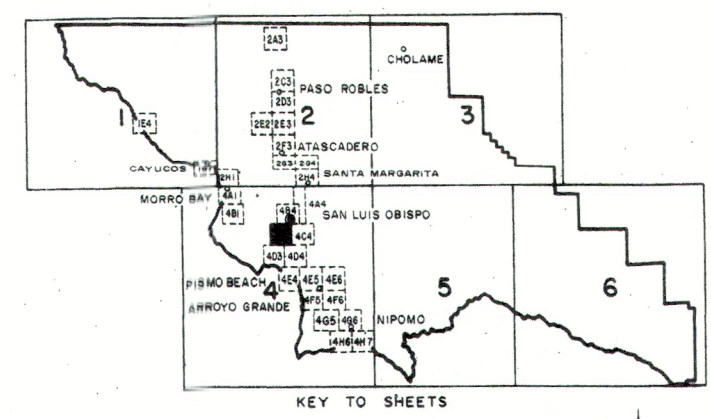 2A3
CHOLAME
2C3
PASO ROBLES
2D3
1
1E4
2E2 2E3
2
3
2F3 ATASCADERO
CAYUCOS
2G3 2G4
SANTA MARGARITA
2H1
2H4
MORRO BAY
4A1
4A4
4B1
4B4
SAN LUIS OBISPO
4C4
4D3 4D4
PISMO BEACH
4
4E4 4E5 4E6
5
6
ARROYO GRANDE
4F5 4F6
4G5 4G6
NIPOMO
4H6 4H7
KEY TO SHEETS